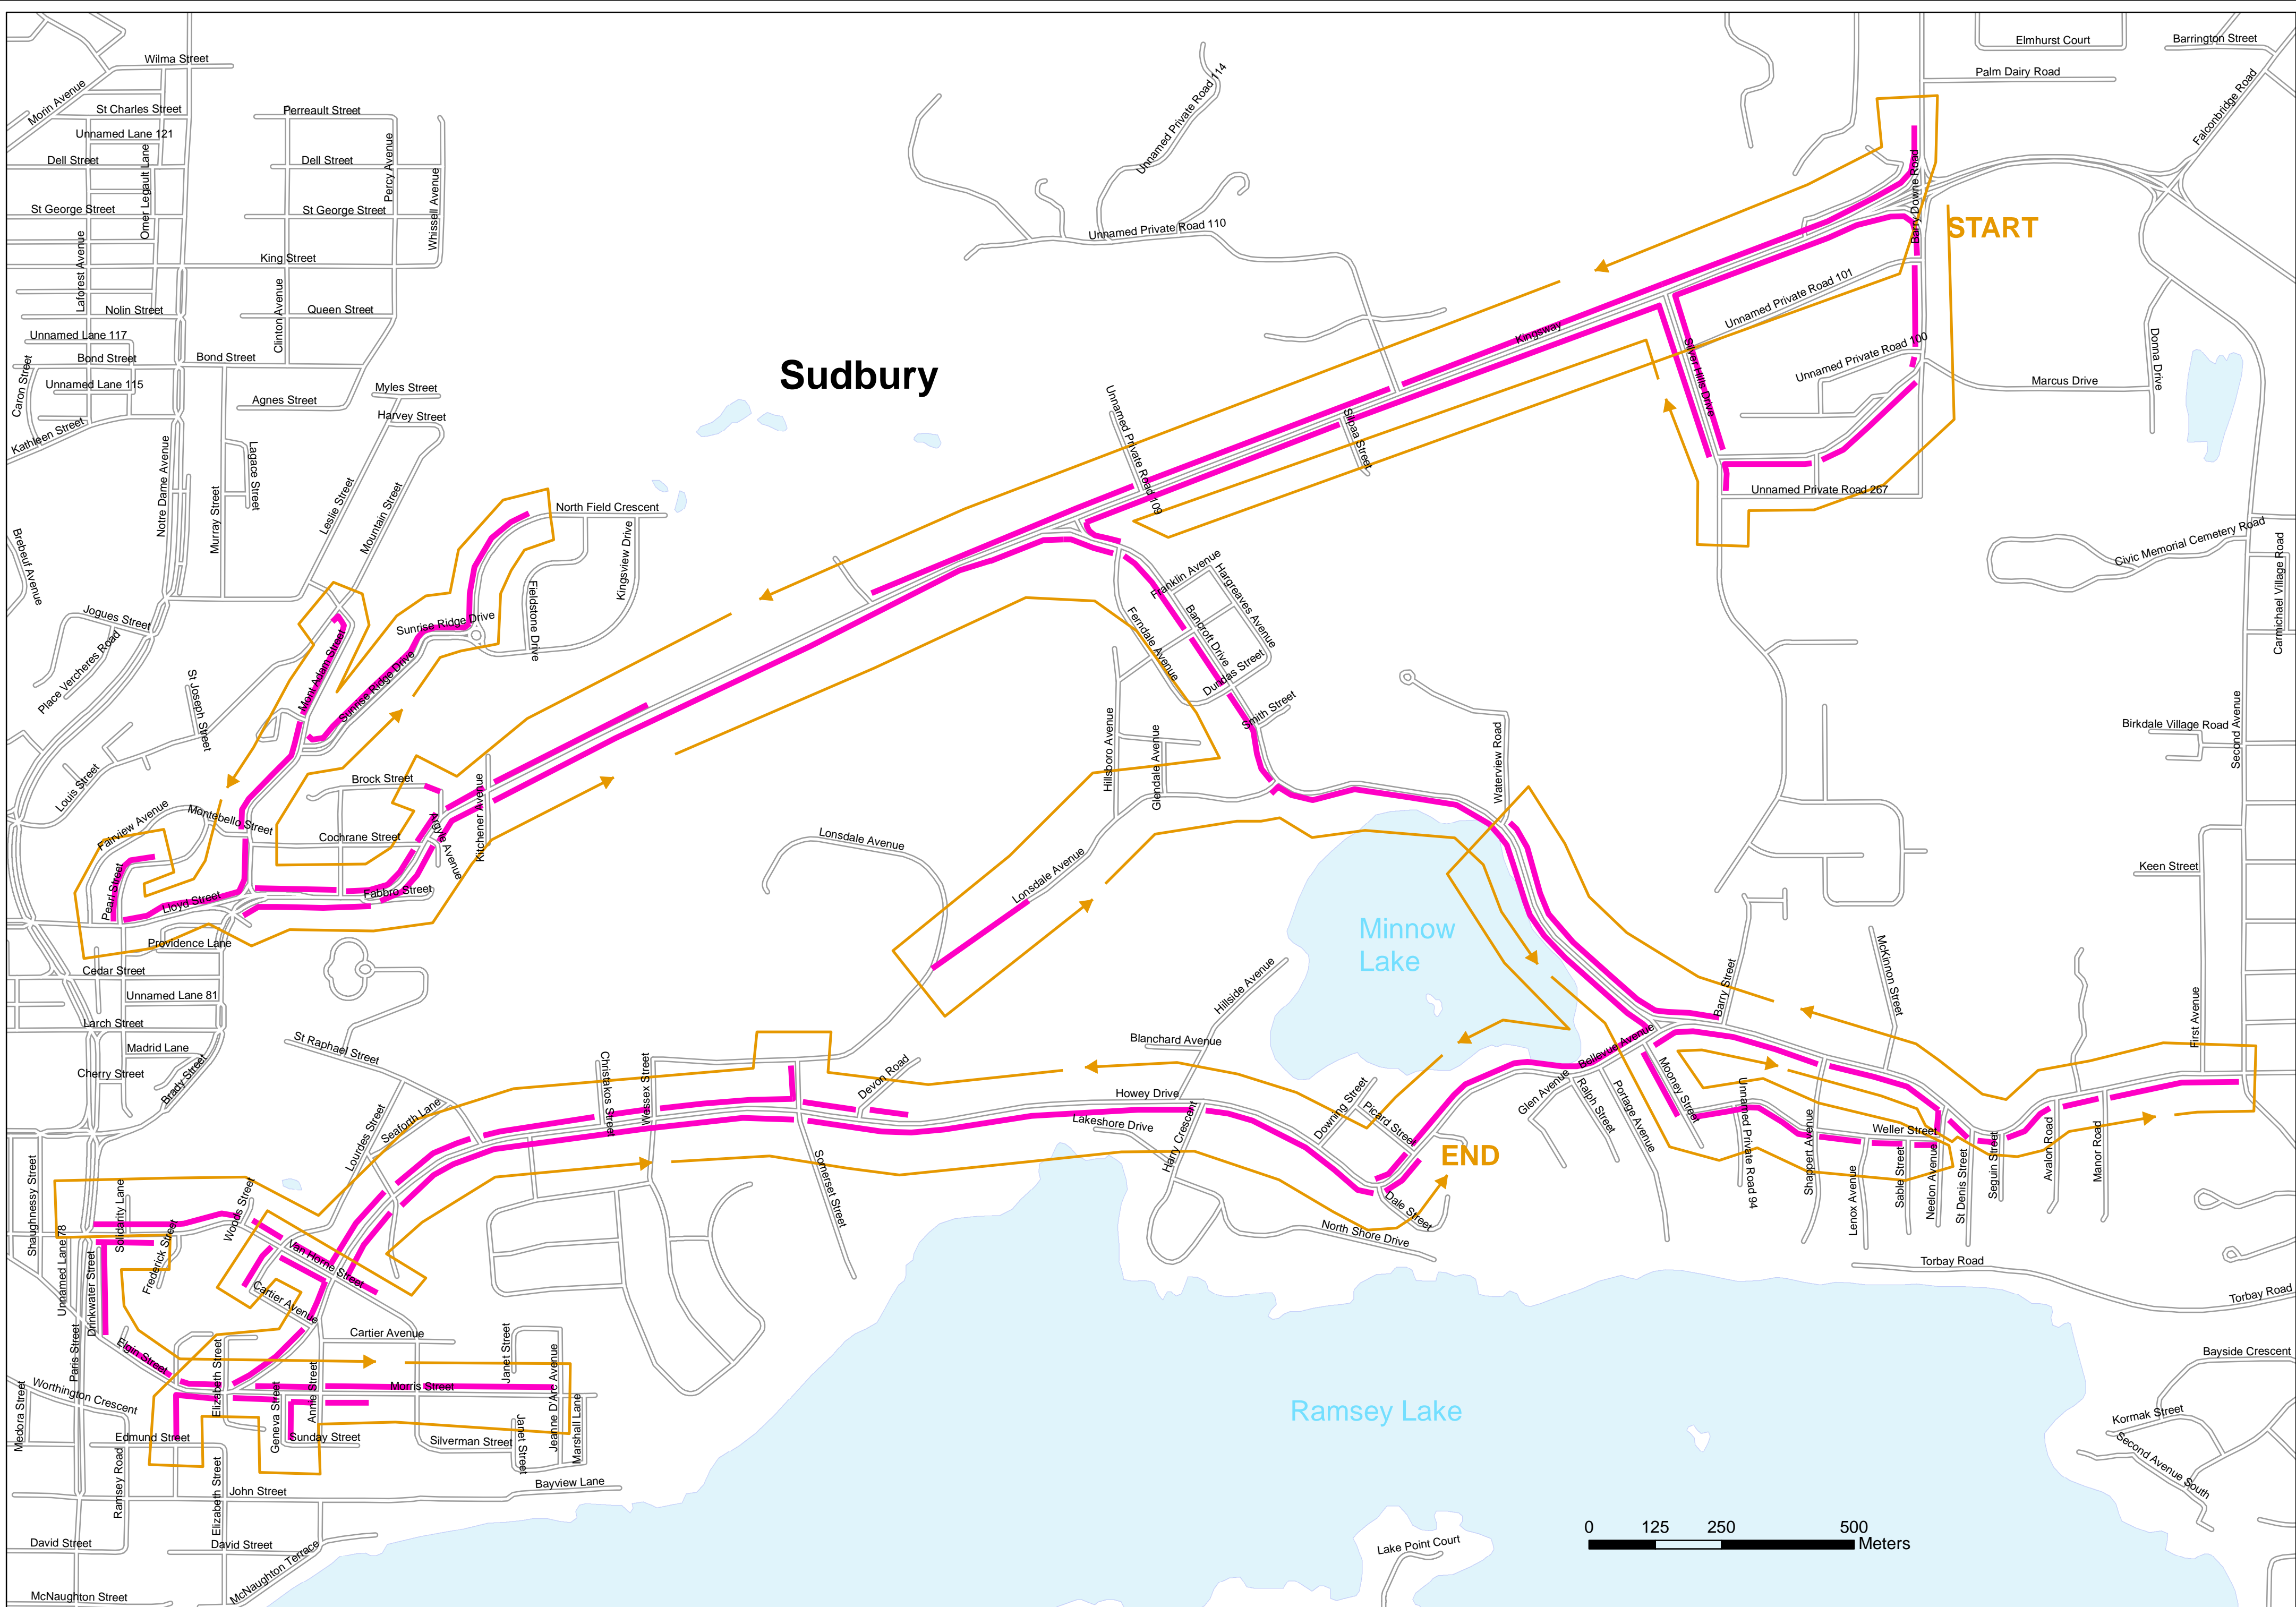 Wilma Street
Elmhurst Court
Barrington Street
Palm Dairy Road
Morin Avenue
St Charles Street
Perreault Street
Unnamed Private Road 114
Falconbridge Road
Unnamed Lane 121
Dell Street
Omer Legault Lane
Dell Street
Percy Avenue
Whissell Avenue
Barry Downe Road
St George Street
St George Street
Unnamed Private Road 110
START
Laforest Avenue
King Street
Clinton Avenue
Unnamed Private Road 101
Nolin Street
Queen Street
Unnamed Lane 117
Kingsway
Silver Hills Drive
Unnamed Private Road 100
Donna Drive
Bond Street
Bond Street
Caron Street
Unnamed Lane 115
Sudbury
Myles Street
Marcus Drive
Agnes Street
Harvey Street
Unnamed Private Road 109
Silpaa Street
Kathleen Street
Notre Dame Avenue
Lagace Street
Leslie Street
Mountain Street
Murray Street
North Field Crescent
Kingsview Drive
Unnamed Private Road 267
Civic Memorial Cemetery Road
Carmichael Village Road
Brebeuf Avenue
Fieldstone Drive
Franklin Avenue
Hargreaves Avenue
Jogues Street
Place Vercheres Road
Sunrise Ridge Drive
Ferndale Avenue
Bancroft Drive
Mont Adam Street
Sunrise Ridge Drive
Dundas Street
St Joseph Street
Smith Street
Birkdale Village Road
Second Avenue
Hillsboro Avenue
Glendale Avenue
Waterview Road
Louis Street
Brock Street
Kitchener Avenue
Fairview Avenue
Montebello Street
Cochrane Street
Argyle Avenue
Lonsdale Avenue
Lonsdale Avenue
Keen Street
Pearl Street
Lloyd Street
Fabbro Street
Minnow
Lake
Providence Lane
Cedar Street
Hillside Avenue
Barry Street
McKinnon Street
Unnamed Lane 81
Larch Street
First Avenue
Madrid Lane
St Raphael Street
Blanchard Avenue
Bellevue Avenue
Cherry Street
Brady Street
Christakos Street
Wessex Street
Devon Road
Howey Drive
Glen Avenue
Ralph Street
Portage Avenue
Mooney Street
Unnamed Private Road 94
Seaforth Lane
Lourdes Street
Lakeshore Drive
Downing Street
Picard Street
Weller Street
END
Shaughnessy Street
Solidarity Lane
Frederick Street
Woods Street
Somerset Street
Harry Crescent
Dale Street
Shappert Avenue
Lenox Avenue
Sable Street
Neelon Avenue
St Denis Street
Seguin Street
Avalon Road
Manor Road
Unnamed Lane 78
Drinkwater Street
Van Horne Street
North Shore Drive
Torbay Road
Torbay Road
Cartier Avenue
Cartier Avenue
Paris Street
Elgin Street
Elizabeth Street
Annie Street
Janet Street
Jeanne D'Arc Avenue
Bayside Crescent
Worthington Crescent
Medora Street
Morris Street
Geneva Street
Marshall Lane
Ramsey Lake
Kormak Street
Edmund Street
Sunday Street
Silverman Street
Janet Street
Second Avenue South
Ramsey Road
Elizabeth Street
John Street
Bayview Lane
0 125 250 500
Meters
David Street
David Street
Lake Point Court
McNaughton Terrace
McNaughton Street